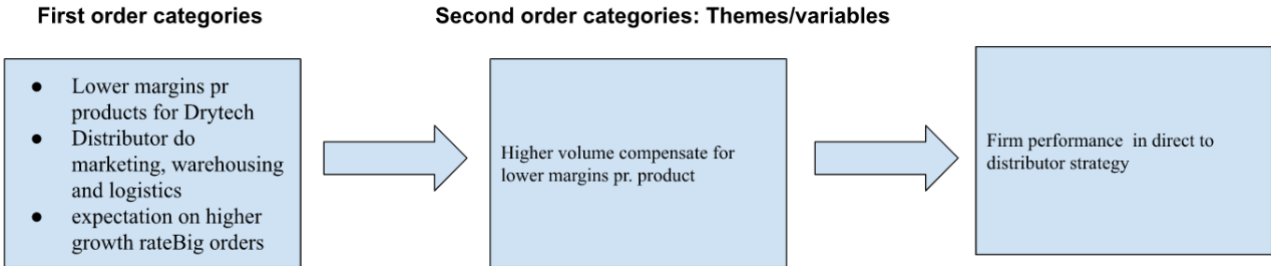 First order categories
Second order categories: Themes/variables
● Lower margins pr
products for Drytech
● Distributor do
marketing, warehousing
and logistics
● expectation on higher
growth rateBig orders
Higher volume compensate for
lower margins pr. product
Firm performance in direct to
distributor strategy